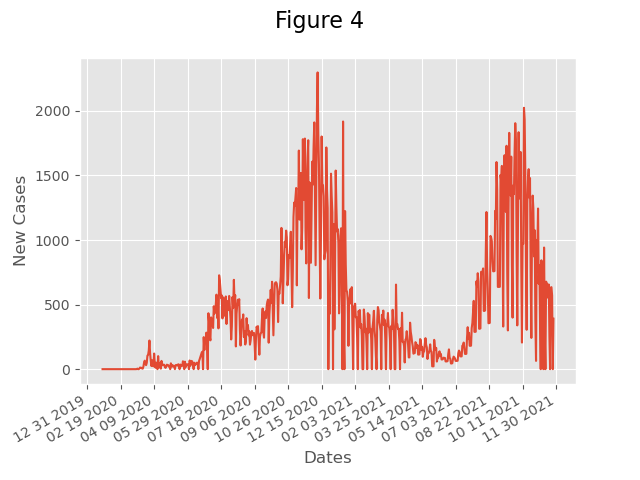 Figure 4
2000
1500
1000
500
0
New Cases
12 31 2019
02 19 2020
04 09 2020
05 29 2020
07 18 2020
09 06 2020
10 26 2020
12 15 2020
02 03 2021
03 25 2021
05 14 2021
07 03 2021
08 22 2021
10 11 2021
11 30 2021
Dates